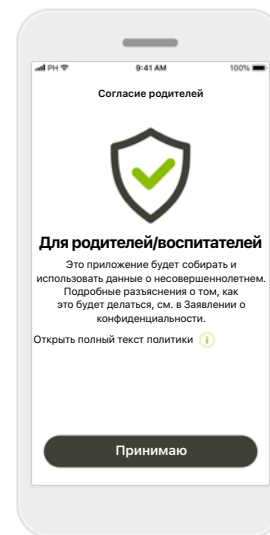 PH 9:41 AM 100%
Согласие родителей
Для родителей/воспитателей
Это приложение будет собирать и
использовать данные о несовершеннолетнем.
Подробные разъяснения о том, как
это будет делаться, см. в Заявлении о
конфиденциальности.
Открыть полный текст политики i
Принимаю